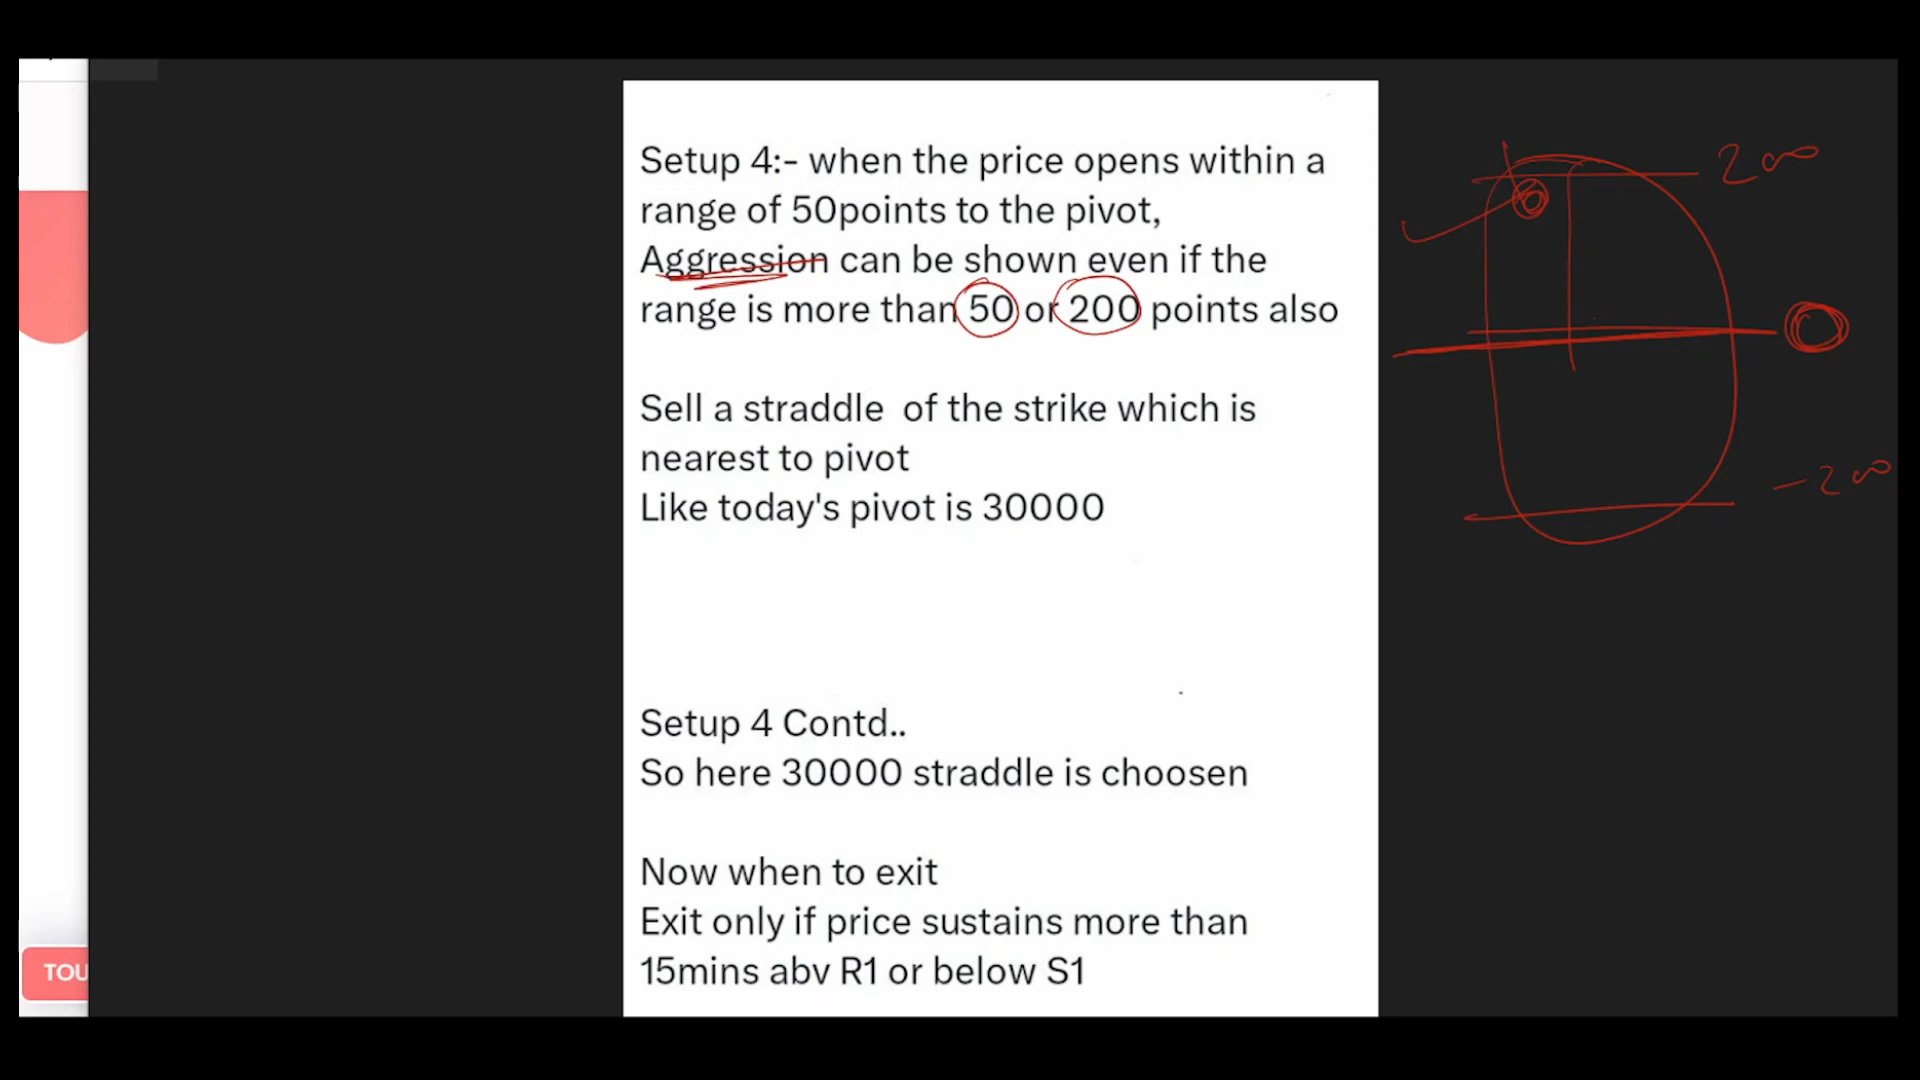 Setup 4:- when the price opens within a
range of 50points to the pivot,
Aggression can be shown even if the
range is more than 50 or 200 points also
Sell a straddle of the strike which is
nearest to pivot
Like today's pivot is 30000
Setup 4 Contd..
So here 30000 straddle is choosen
Now when to exit
Exit only if price sustains more than
15mins abv R1 or below S1
200
-200
TOU